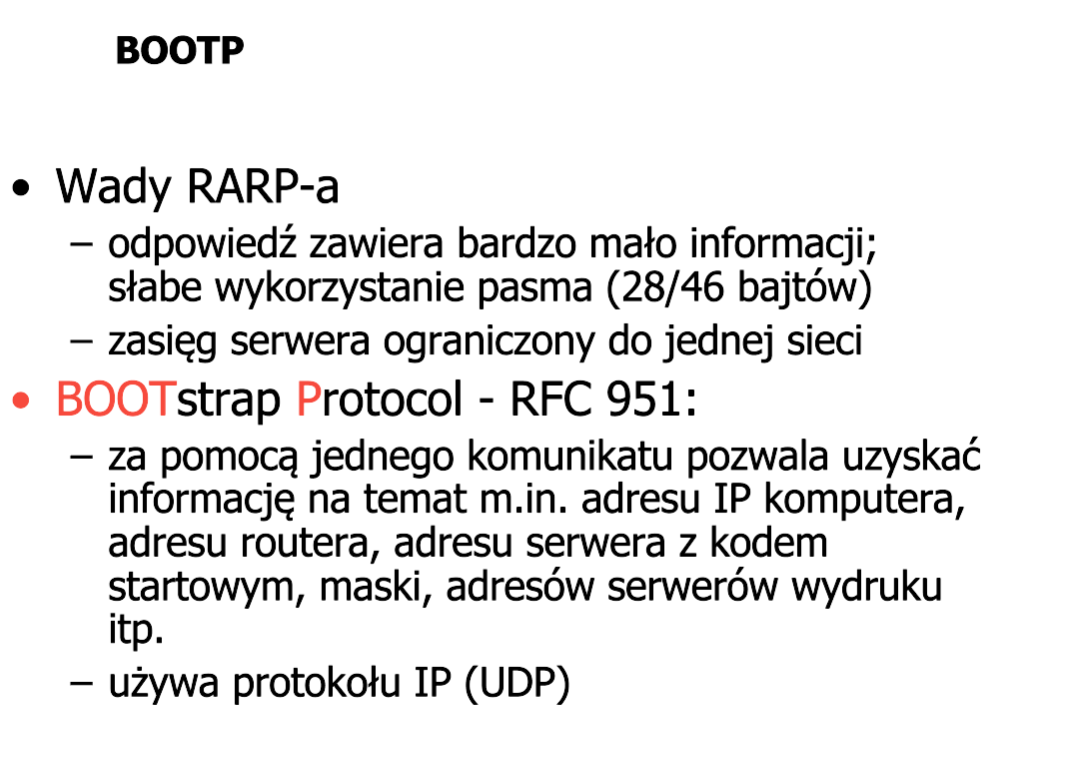 BOOTP
• Wady RARP-a
– odpowiedź zawiera bardzo mało informacji;
słabe wykorzystanie pasma (28/46 bajtów)
– zasięg serwera ograniczony do jednej sieci
• BOOTstrap Protocol - RFC 951:
– za pomocą jednego komunikatu pozwala uzyskać
informację na temat m.in. adresu IP komputera,
adresu routera, adresu serwera z kodem
startowym, maski, adresów serwerów wydruku
itp.
– używa protokołu IP (UDP)